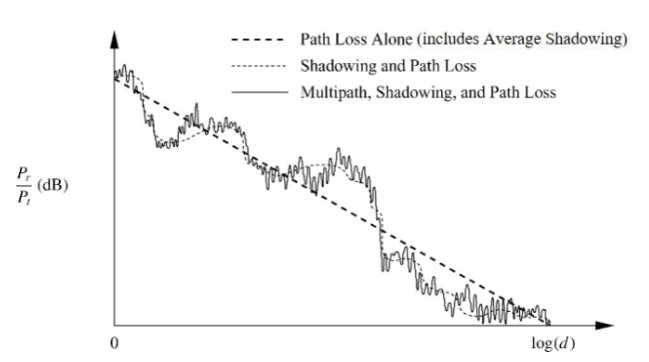 Path Loss Alone (includes Average Shadowing)
Shadowing and Path Loss
Multipath, Shadowing, and Path Loss
P_r
P_t
(dB)
0
log(d)